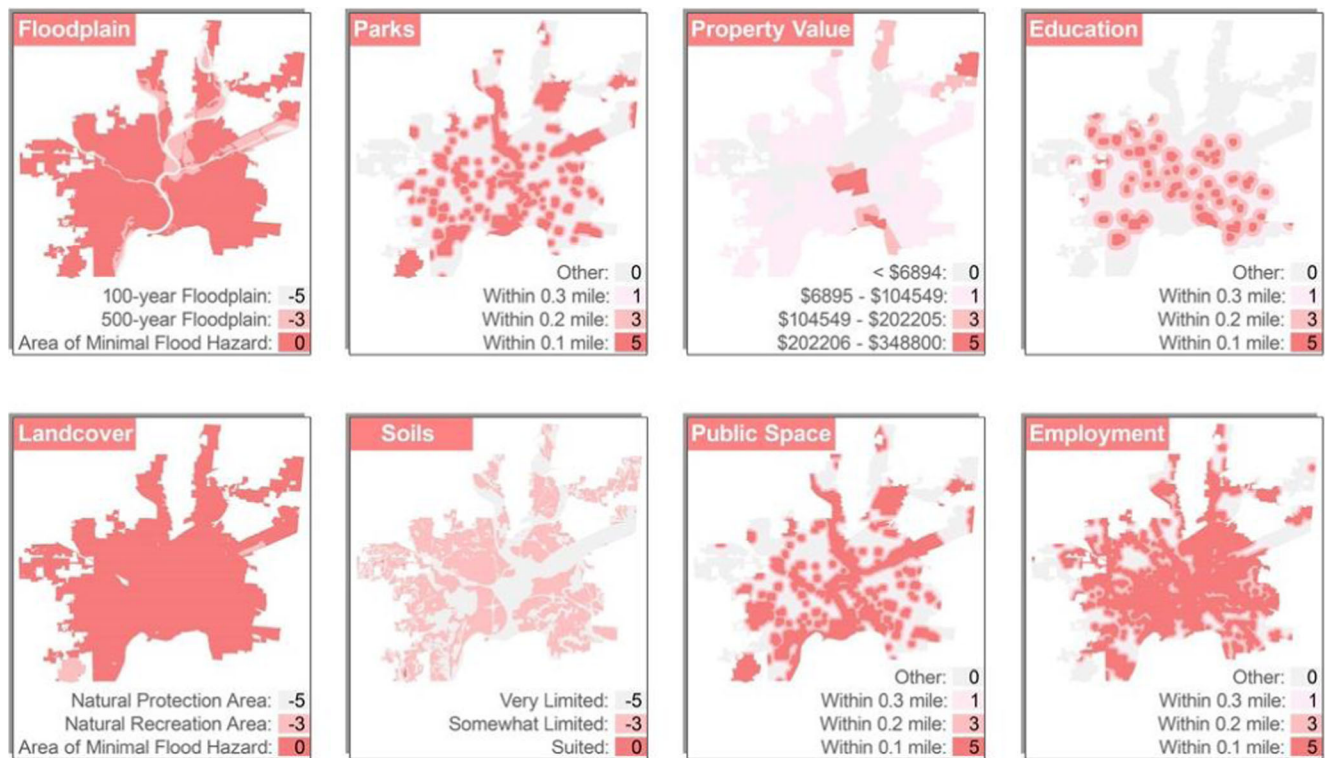 Floodplain
100-year Floodplain: -5
500-year Floodplain: -3
Area of Minimal Flood Hazard: 0
Parks
Other: 0
Within 0.3 mile: 1
Within 0.2 mile: 3
Within 0.1 mile: 5
Property Value
< $6894: 0
$6895 - $104549: 1
$104549 - $202205: 3
$202206 - $348800: 5
Education
Other: 0
Within 0.3 mile: 1
Within 0.2 mile: 3
Within 0.1 mile: 5
Landcover
Natural Protection Area: -5
Natural Recreation Area: -3
Area of Minimal Flood Hazard: 0
Soils
Very Limited: -5
Somewhat Limited: -3
Suited: 0
Public Space
Other: 0
Within 0.3 mile: 1
Within 0.2 mile: 3
Within 0.1 mile: 5
Employment
Other: 0
Within 0.3 mile: 1
Within 0.2 mile: 3
Within 0.1 mile: 5